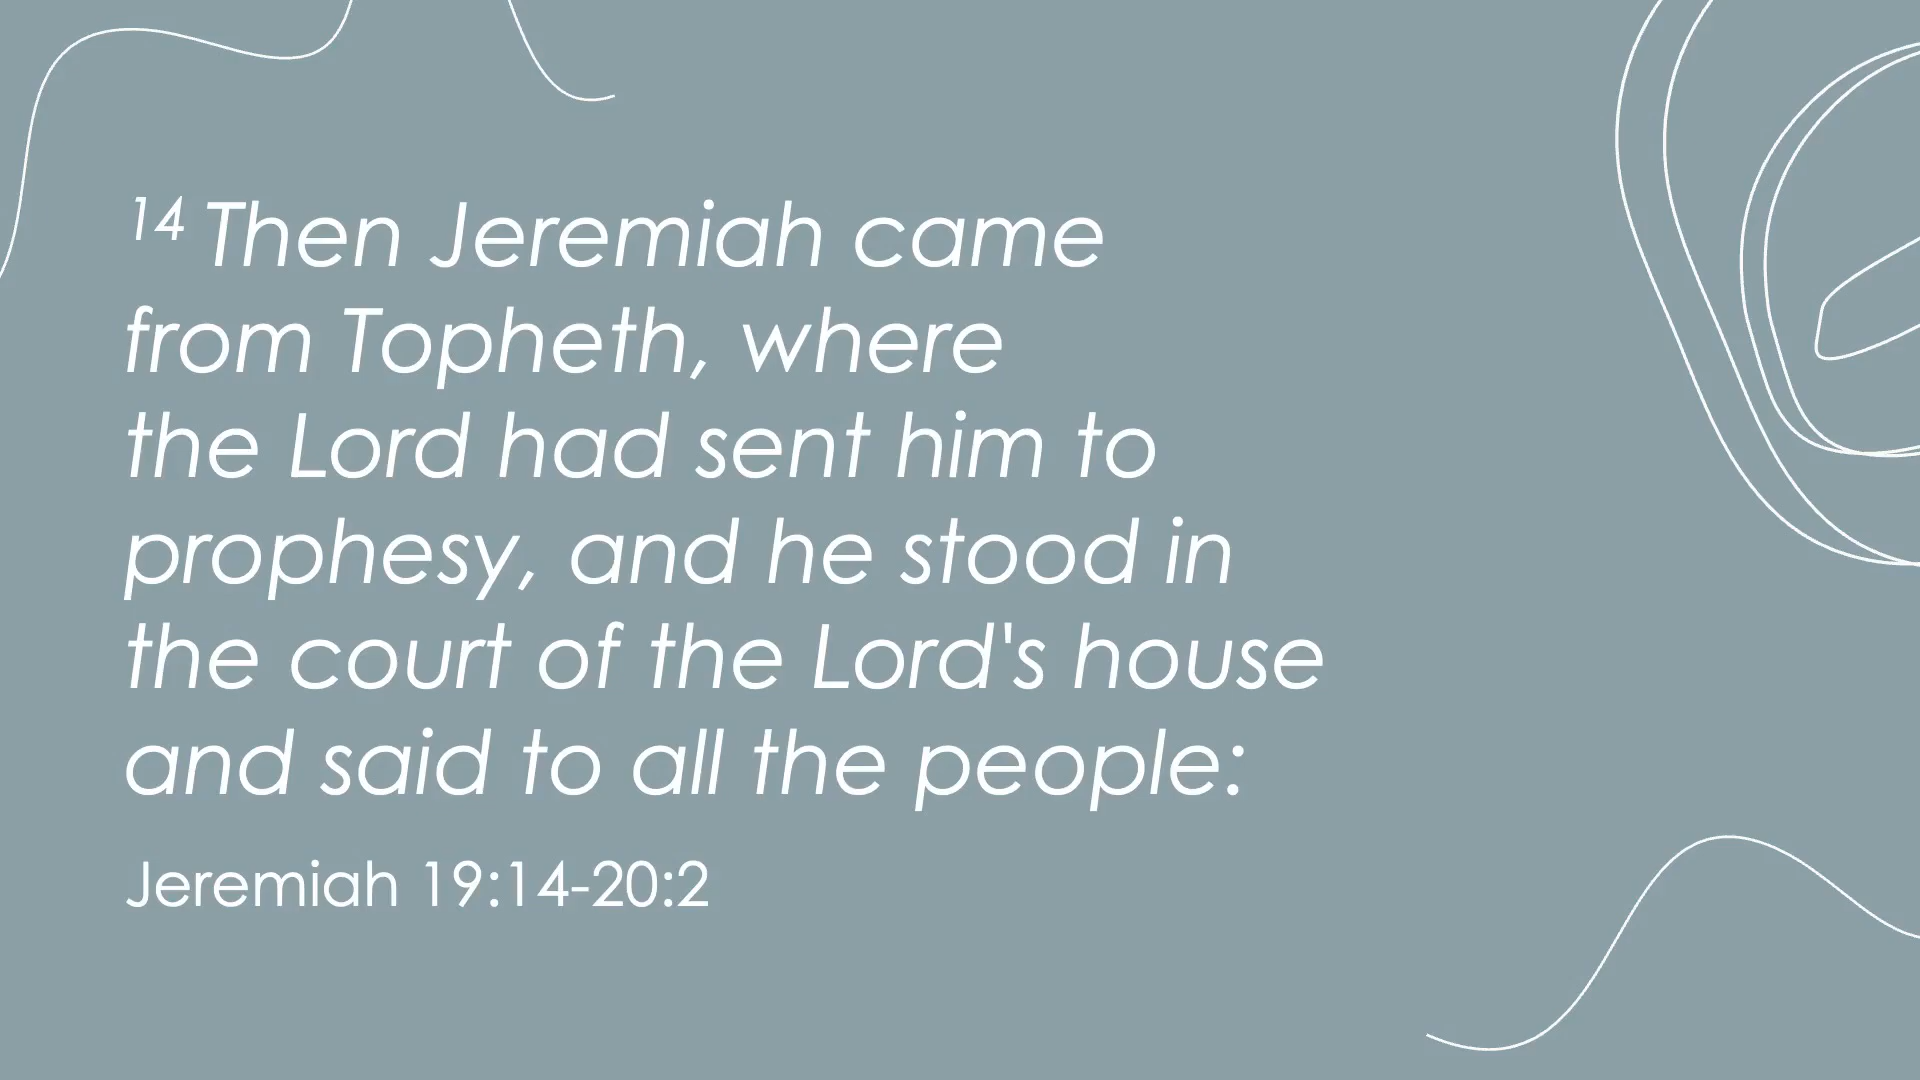 14 Then Jeremiah came
from Topheth, where
the Lord had sent him to
prophesy, and he stood in
the court of the Lord's house
and said to all the people:
Jeremiah 19:14-20:2